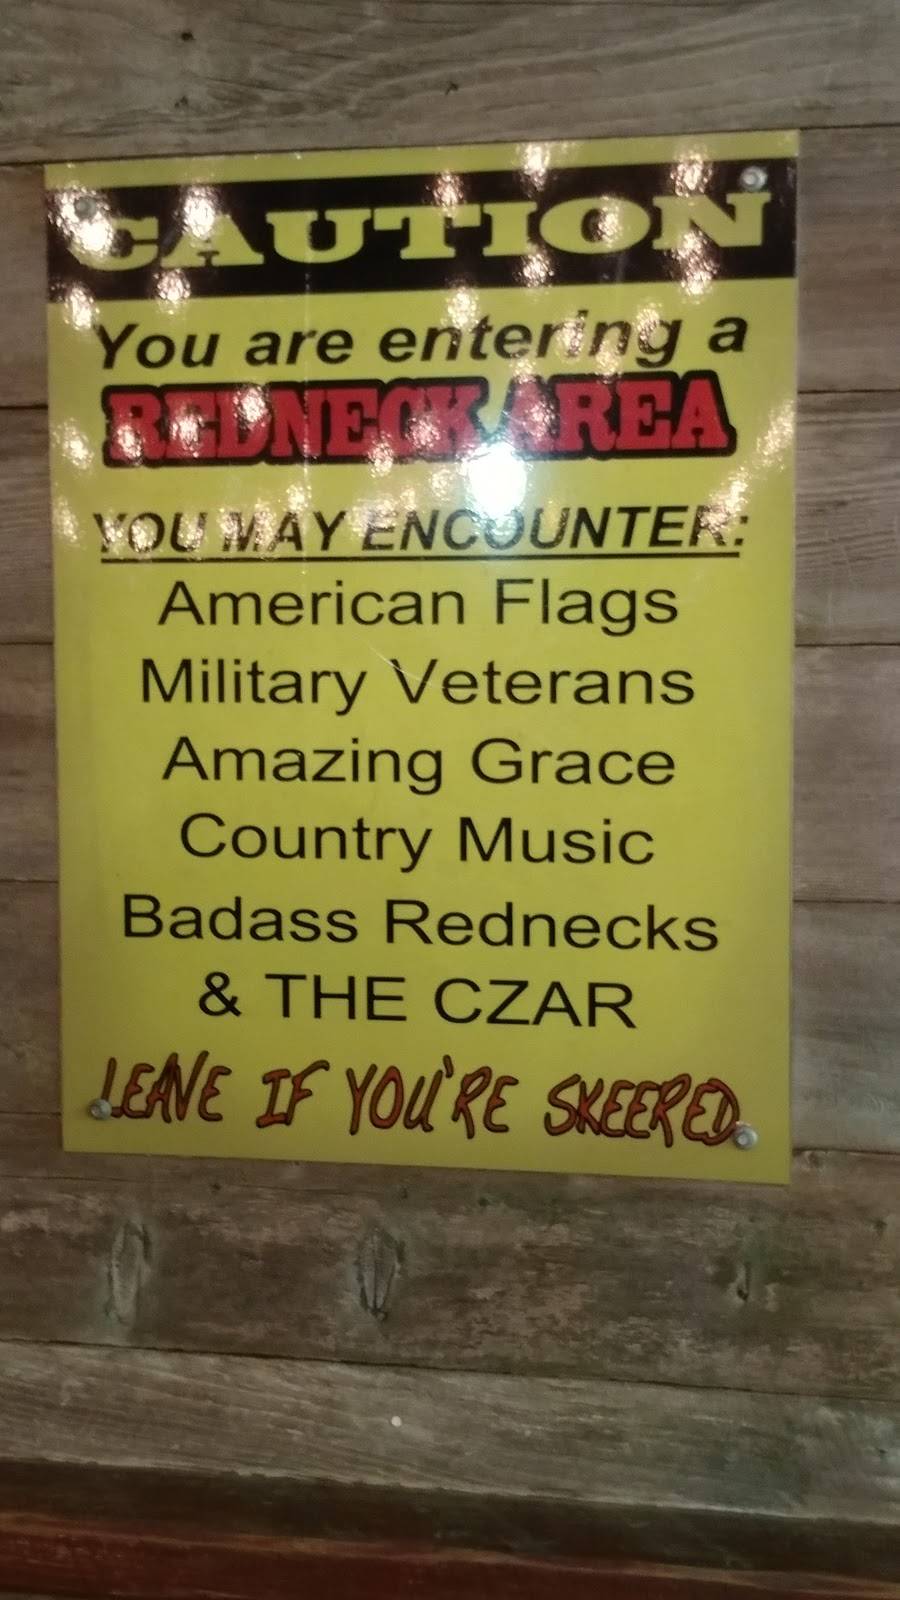 CAUTION
You are entering a
REDNECK AREA
YOU MAY ENCOUNTER:
American Flags
Military Veterans
Amazing Grace
Country Music
Badass Rednecks
& THE CZAR
LEAVE IF YOU'RE SKEERED